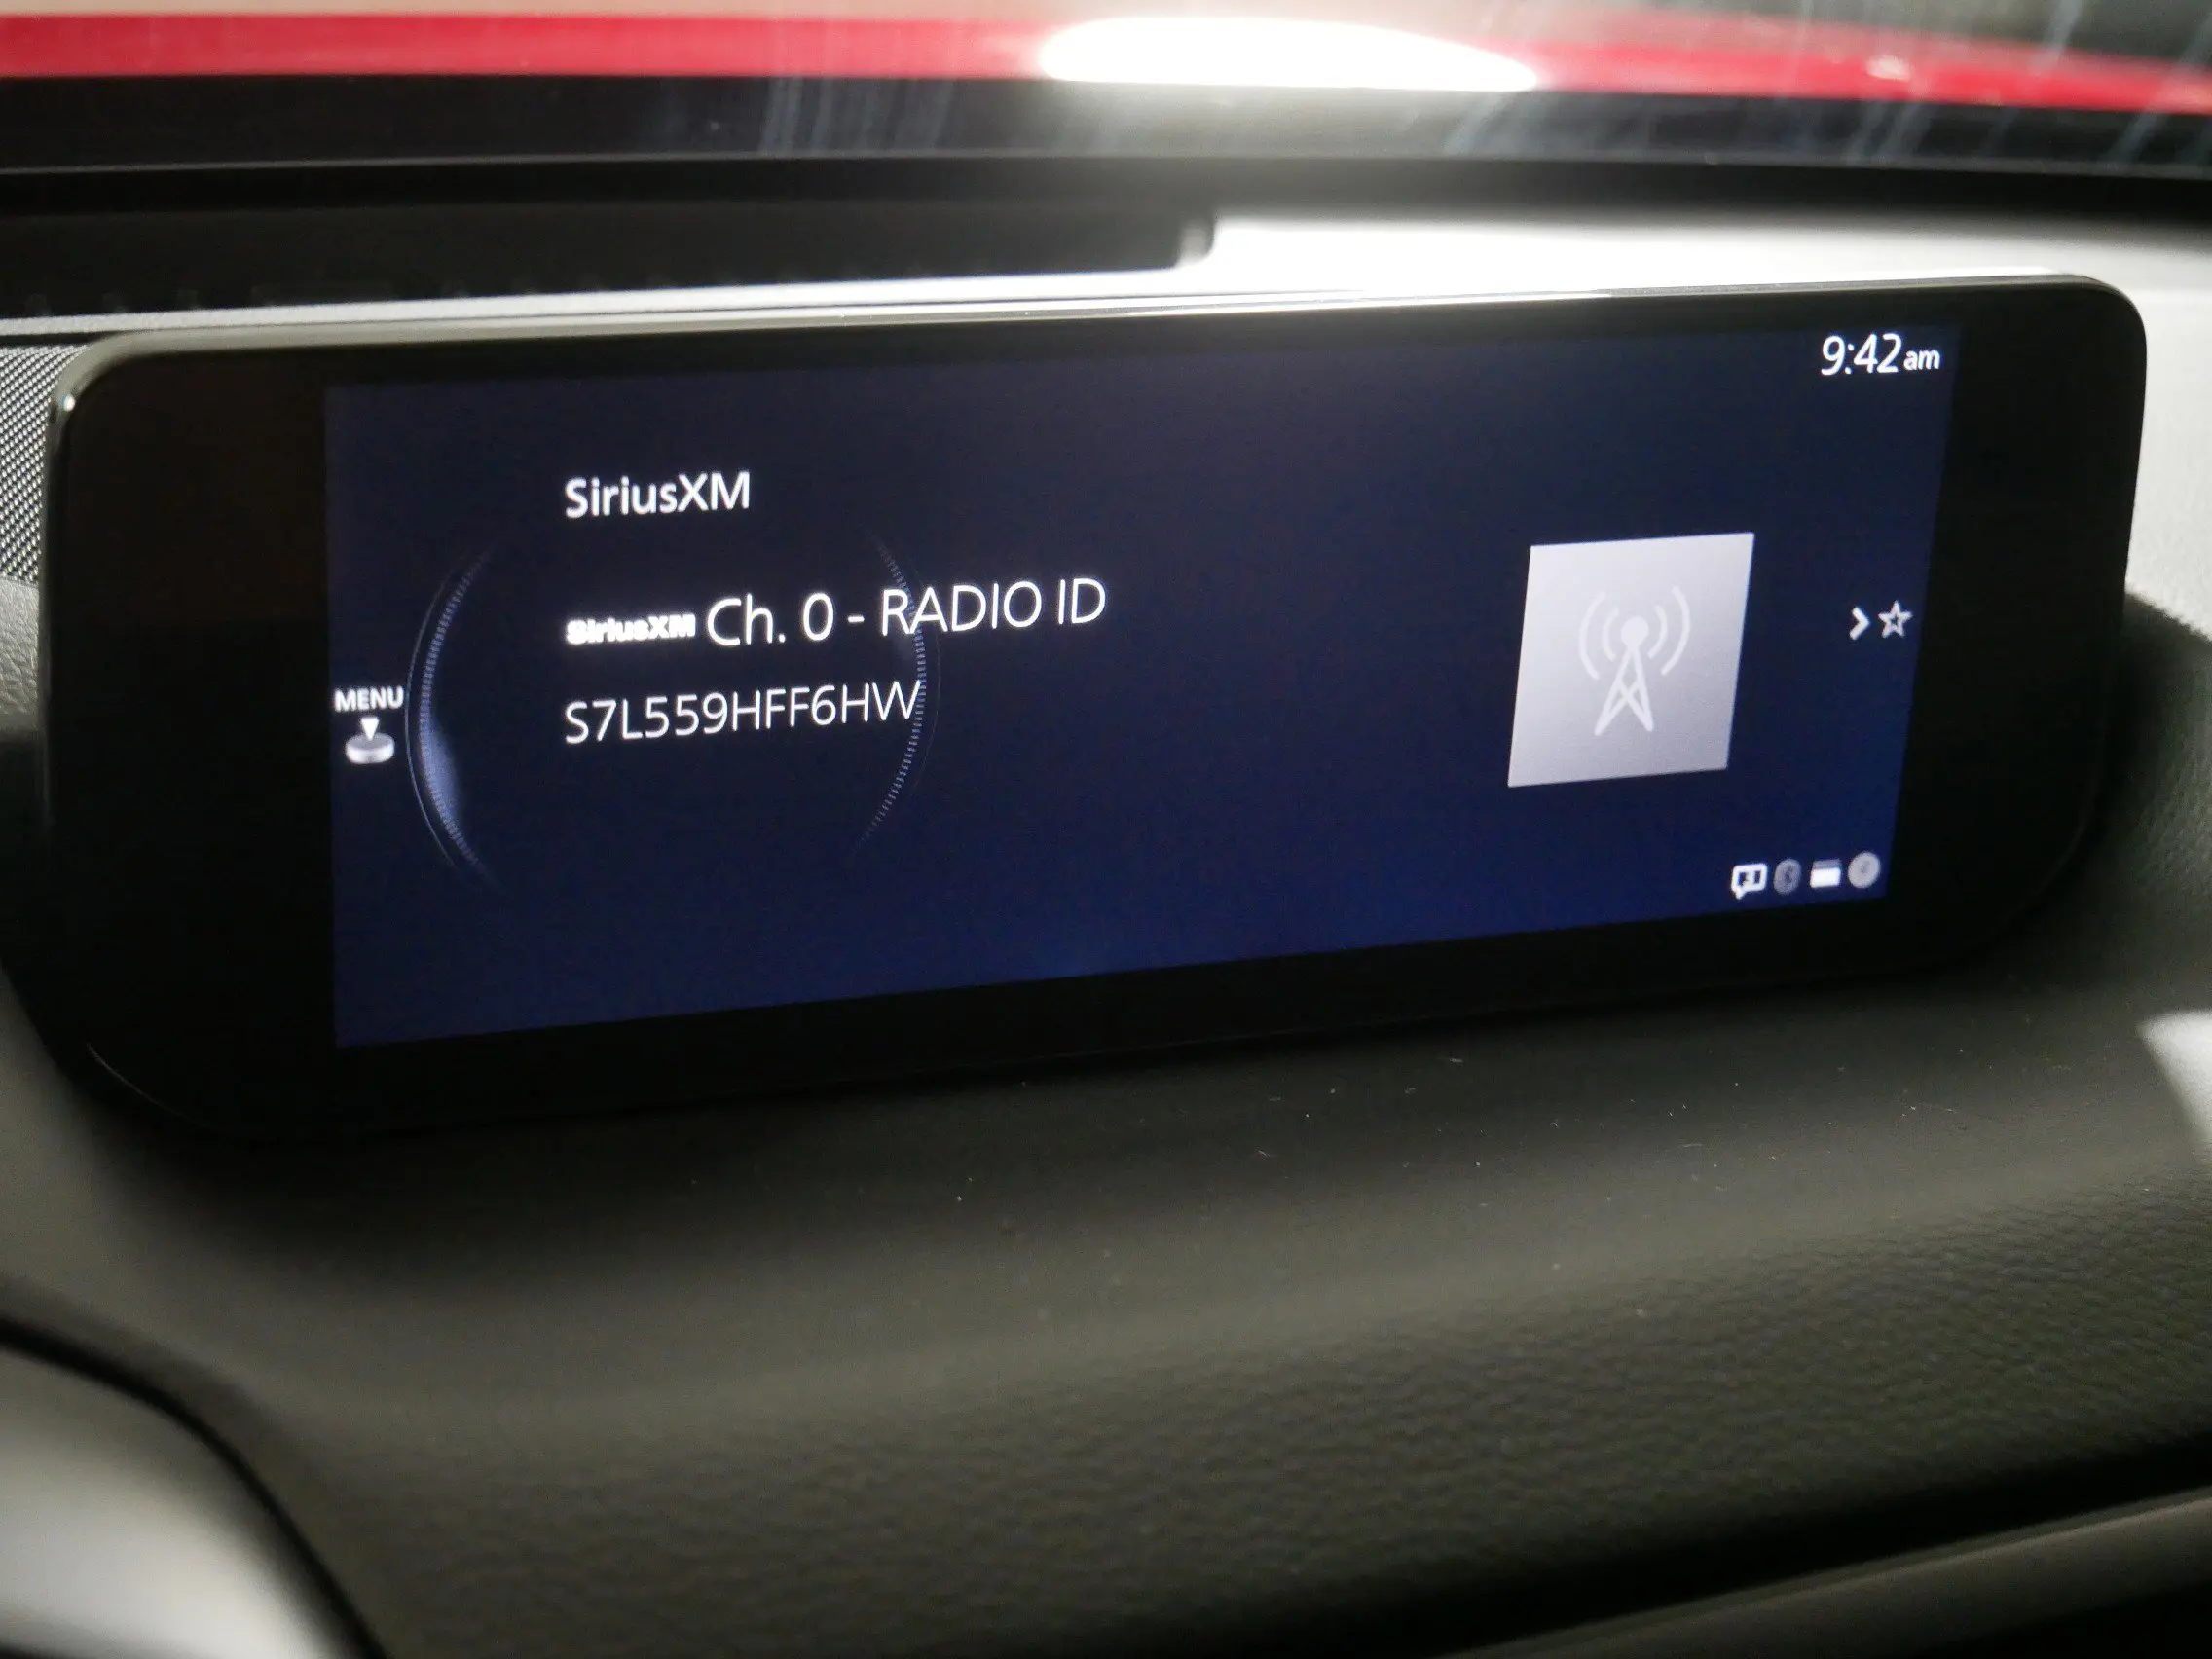 9:42am
SiriusXM
SiriusXM Ch. 0 - RADIO ID
S7L559HFF6HW
MENU